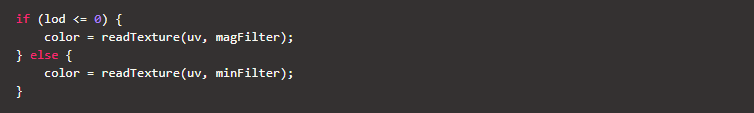 if (lod <= 0) {
    color = readTexture(uv, magFilter);
} else {
    color = readTexture(uv, minFilter);
}